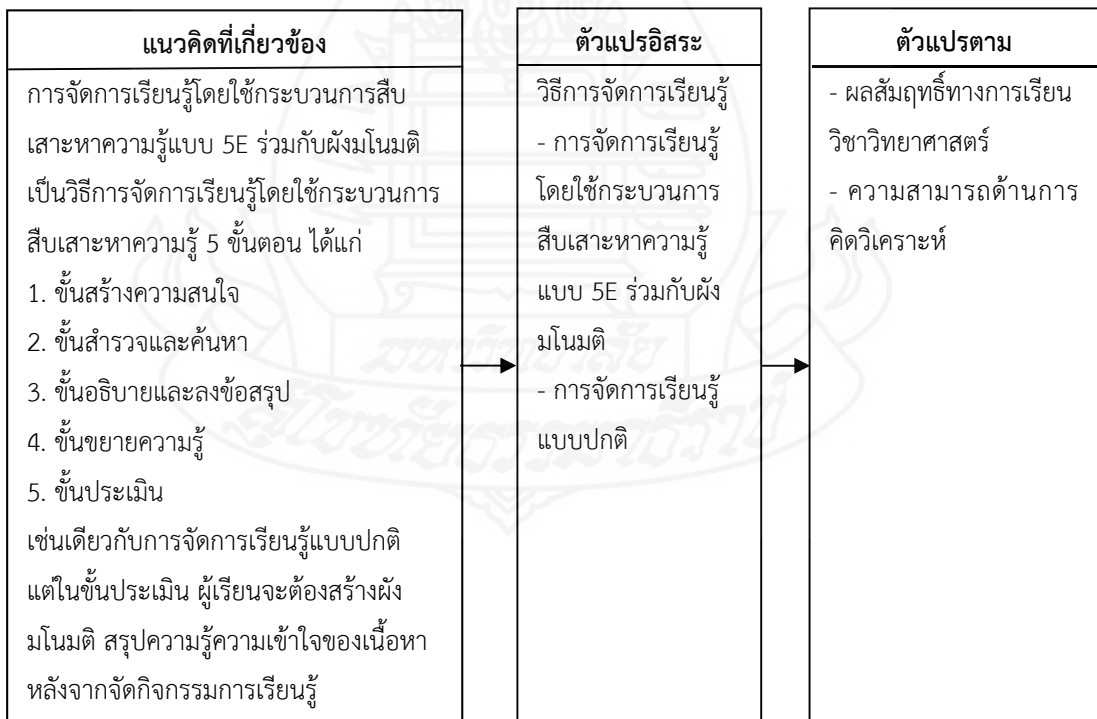 แนวคิดที่เกี่ยวข้อง
การจัดการเรียนรู้โดยใช้กระบวนการสืบ
เสาะหาความรู้แบบ 5E ร่วมกับผังมโนมติ
เป็นวิธีการจัดการเรียนรู้โดยใช้กระบวนการ
สืบเสาะหาความรู้ 5 ขั้นตอน ได้แก่
1. ขั้นสร้างความสนใจ
2. ขั้นสำรวจและค้นหา
3. ขั้นอธิบายและลงข้อสรุป
4. ขั้นขยายความรู้
5. ขั้นประเมิน
เช่นเดียวกับการจัดการเรียนรู้แบบปกติ
แต่ในขั้นประเมิน ผู้เรียนจะต้องสร้างผัง
มโนมติ สรุปความรู้ความเข้าใจของเนื้อหา
หลังจากจัดกิจกรรมการเรียนรู้
ตัวแปรอิสระ
วิธีการจัดการเรียนรู้
- การจัดการเรียนรู้
โดยใช้กระบวนการ
สืบเสาะหาความรู้
แบบ 5E ร่วมกับผัง
มโนมติ
- การจัดการเรียนรู้
แบบปกติ
ตัวแปรตาม
- ผลสัมฤทธิ์ทางการเรียน
วิชาวิทยาศาสตร์
- ความสามารถด้านการ
คิดวิเคราะห์
มหาวิทยาลัย
สุโขทัยธรรมาธิราช